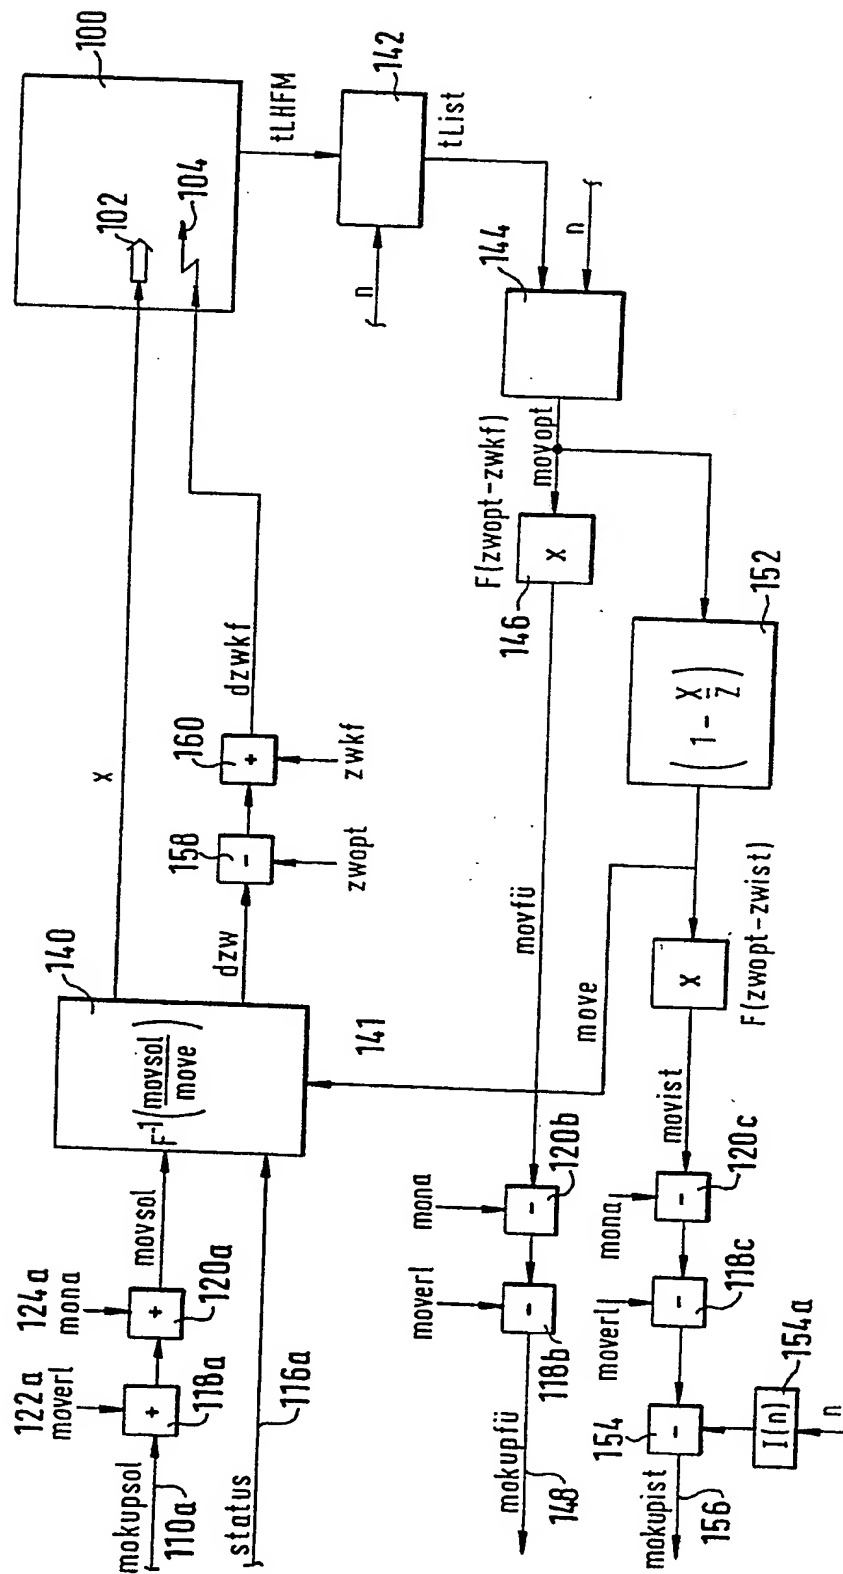 mokupsol
110a
122a
moverl
118a
124a
mona
120a
movsol
status
116a
140
F⁻¹(movsol/move)
141
x
dzw
158
-
zwopt
160
+
zwkf
dzwkf
102
104
100
tLHFM
142
n
tList
144
n
movopt
F(zwopt-zwkf)
146
X
movfü
mona
-
120b
moverl
-
118b
mokupfü
148
152
(1 - X/Z)
move
X
F(zwopt-zwist)
movist
mona
-
120c
moverl
-
118c
154
-
I(n)
154a
n
mokupist
156
+
+